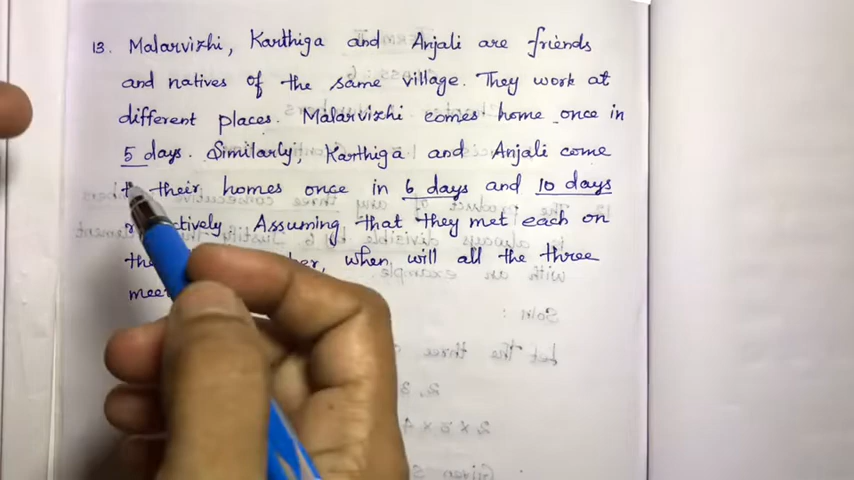 13. Malarvizhi, Karthiga and Anjali are friends
and natives of the same village. They work at
different places. Malarvizhi comes home once in
5 days. Similarly, Karthiga and Anjali come
their homes once in 6 days and 10 days
Assuming that they met each on
when will all the three
meet